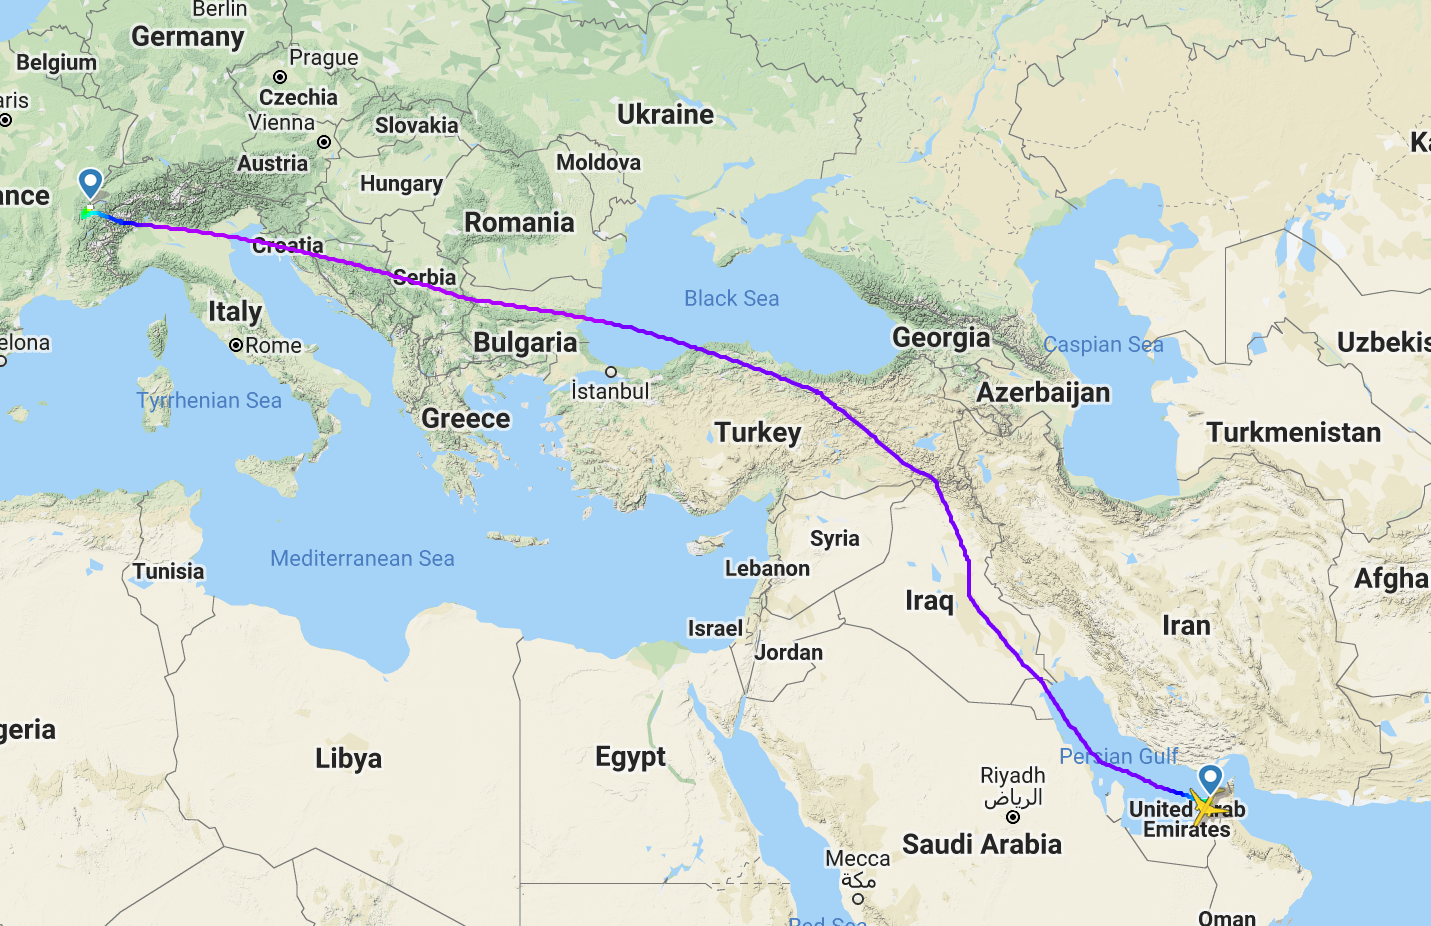 Berlin
Germany
Belgium
Prague
aris
Czechia
Ukraine
Vienna
Slovakia
Ka
Austria
Moldova
Hungary
ance
Romania
Croatia
Serbia
Black Sea
Italy
Georgia
Bulgaria
elona
Rome
Caspian Sea
Uzbekis
İstanbul
Azerbaijan
Tyrrhenian Sea
Greece
Turkey
Turkmenistan
Syria
Mediterranean Sea
Tunisia
Lebanon
Afgha
Iraq
Israel
Iran
Jordan
geria
Libya
Egypt
Persian Gulf
Riyadh
الرياض
United Arab
Emirates
Saudi Arabia
Mecca
مكة
Red Sea
Oman